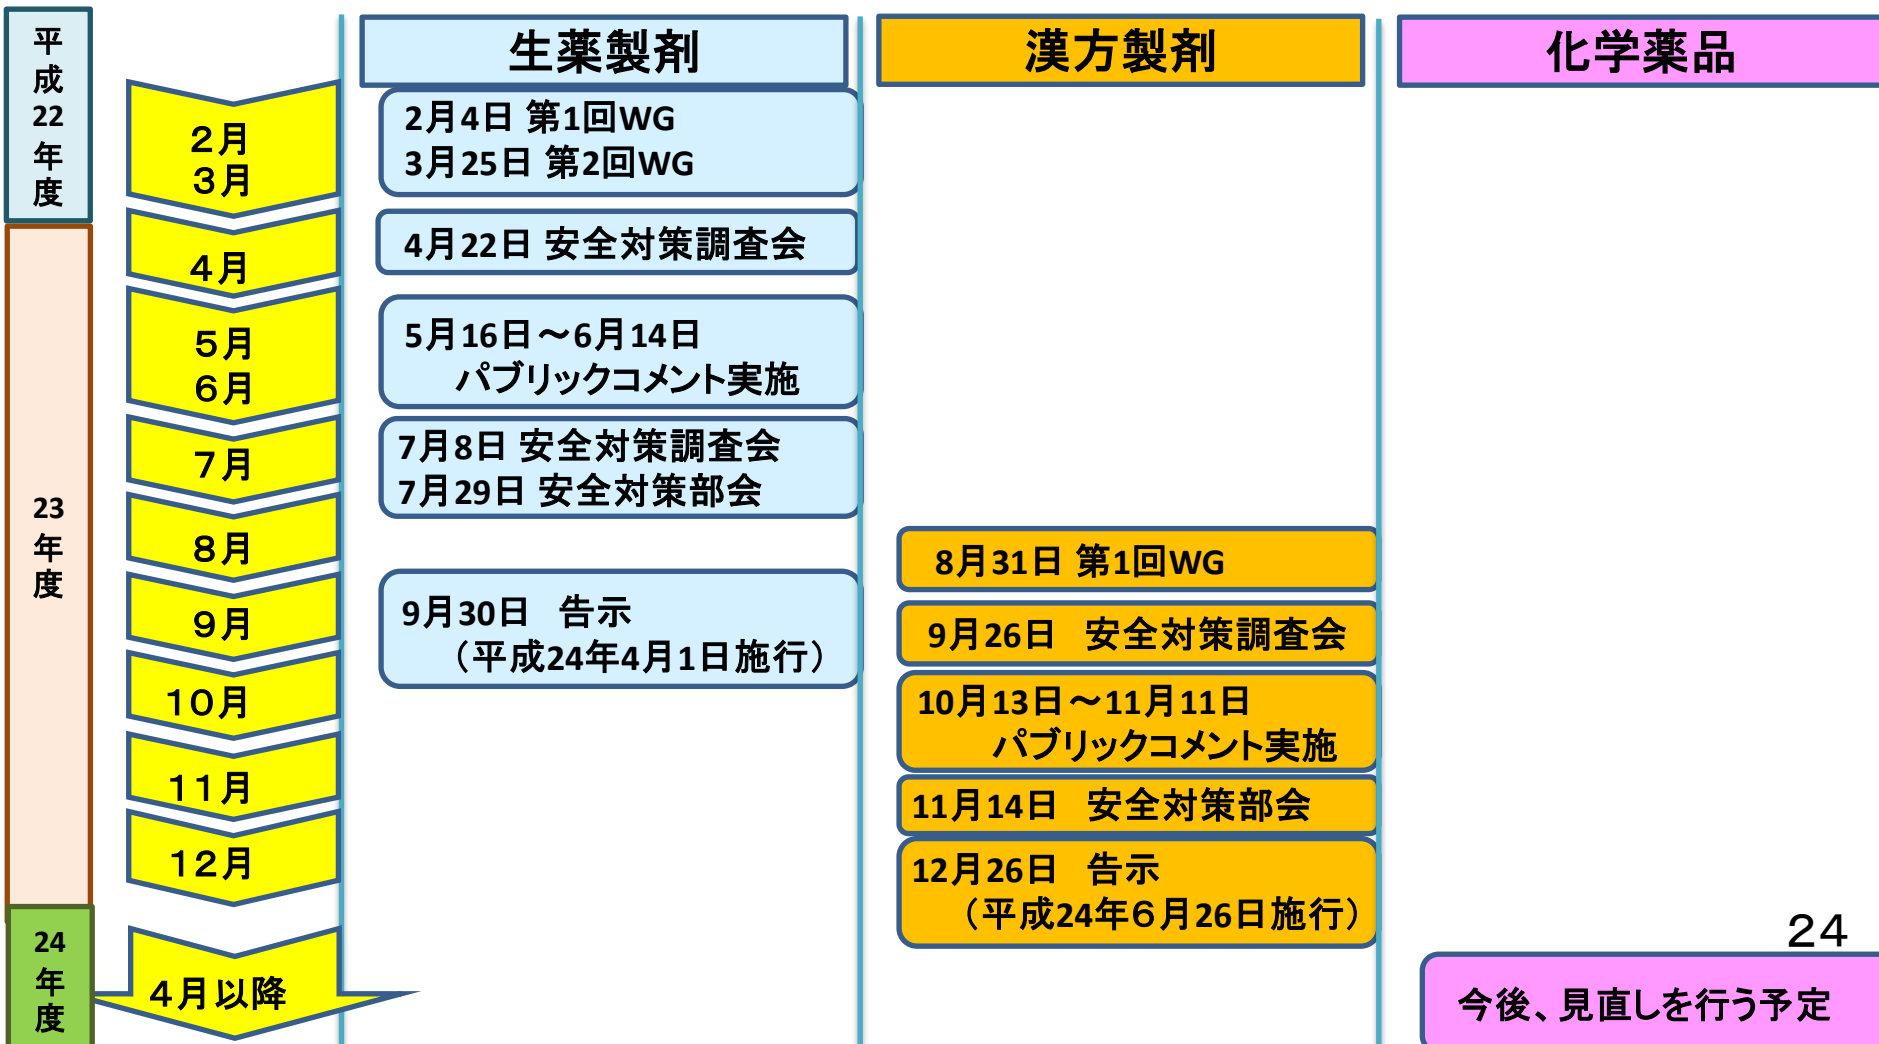 平成22年度
23年度
24年度
２月
３月
４月
５月
６月
７月
８月
９月
１０月
１１月
１２月
４月以降
生薬製剤
2月4日 第1回WG
3月25日 第2回WG
4月22日 安全対策調査会
5月16日～6月14日
パブリックコメント実施
7月8日 安全対策調査会
7月29日 安全対策部会
9月30日　告示
（平成24年4月1日施行）
漢方製剤
8月31日 第1回WG
9月26日　安全対策調査会
10月13日～11月11日
パブリックコメント実施
11月14日　安全対策部会
12月26日　告示
（平成24年６月26日施行）
化学薬品
24
今後、見直しを行う予定